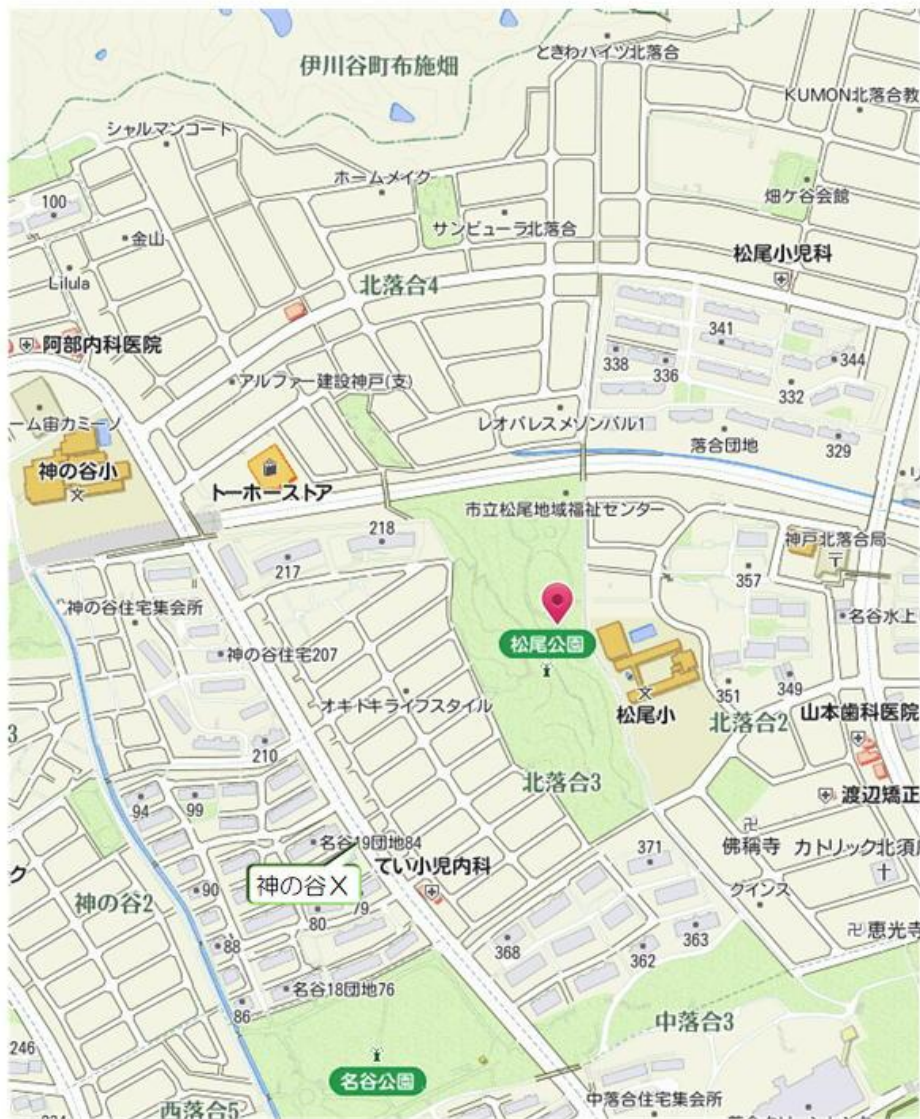 伊川谷町布施畑
ときわハイツ北落合
KUMON北落合教
シャルマンコート
ホームメイク
畑ケ谷会館
100
金山
サンビューラ北落合
松尾小児科
Lilula
北落合4
阿部内科医院
341
338
336
344
332
アルファー建設神戸(支)
ーム宙カミーノ
レオパレスメゾンバル1
落合団地
329
神の谷小
トーホーストア
市立松尾地域福祉センター
218
217
神戸北落合局
357
神の谷住宅集会所
名谷水上
松尾公園
神の谷住宅207
351
349
オキドキライフスタイル
松尾小
北落合2
山本歯科医院
3
210
北落合3
渡辺矯正
94
99
名谷19団地84
371
佛稱寺
カトリック北須
ク
てい小児内科
神の谷X
クインス
神の谷2
90
79
80
恵光寺
88
368
363
362
名谷18団地76
86
中落合3
246
名谷公園
中落合住宅集会所
西落合5